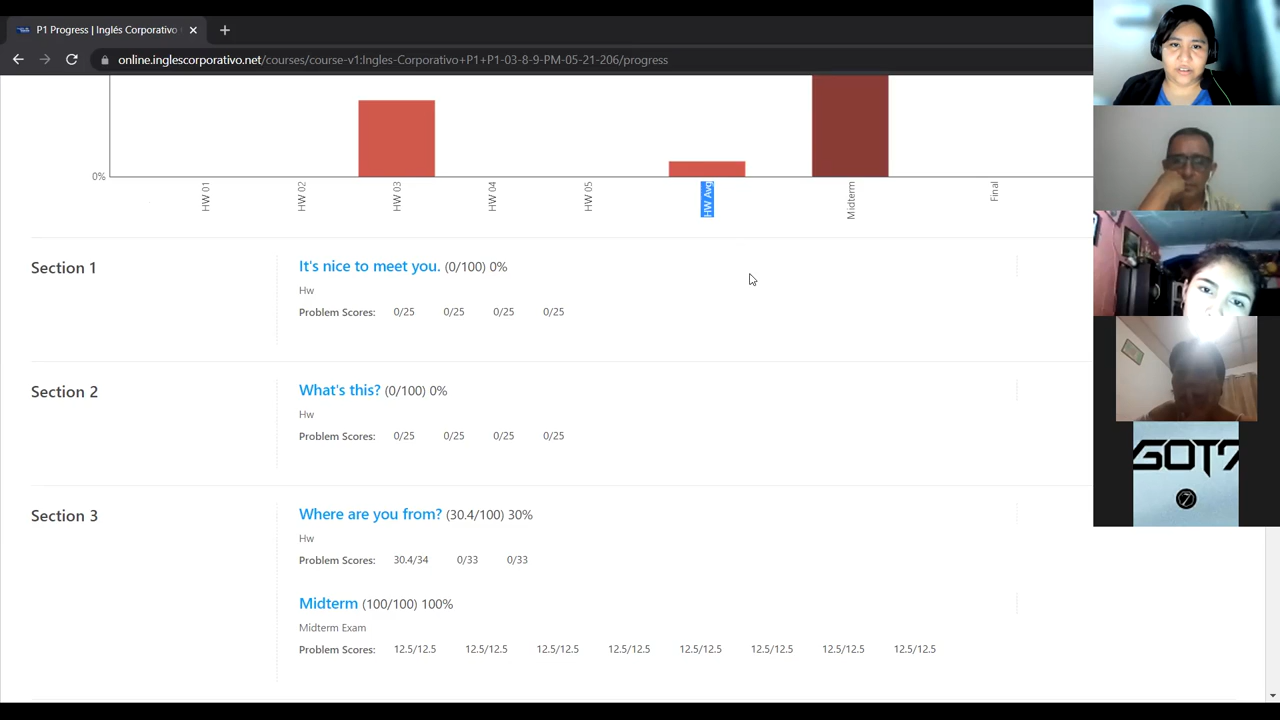 P1 Progress | Inglés Corporativo
online.inglescorporativo.net/courses/course-v1:Ingles-Corporativo+P1+P1-03-8-9-PM-05-21-206/progress
0%
HW 01
HW 02
HW 03
HW 04
HW 05
HW Avg
Midterm
Final
Section 1
It's nice to meet you. (0/100) 0%
Hw
Problem Scores: 0/25 0/25 0/25 0/25
Section 2
What's this? (0/100) 0%
Hw
Problem Scores: 0/25 0/25 0/25 0/25
Section 3
Where are you from? (30.4/100) 30%
Hw
Problem Scores: 30.4/34 0/33 0/33
Midterm (100/100) 100%
Midterm Exam
Problem Scores: 12.5/12.5 12.5/12.5 12.5/12.5 12.5/12.5 12.5/12.5 12.5/12.5 12.5/12.5 12.5/12.5
GOT7
7